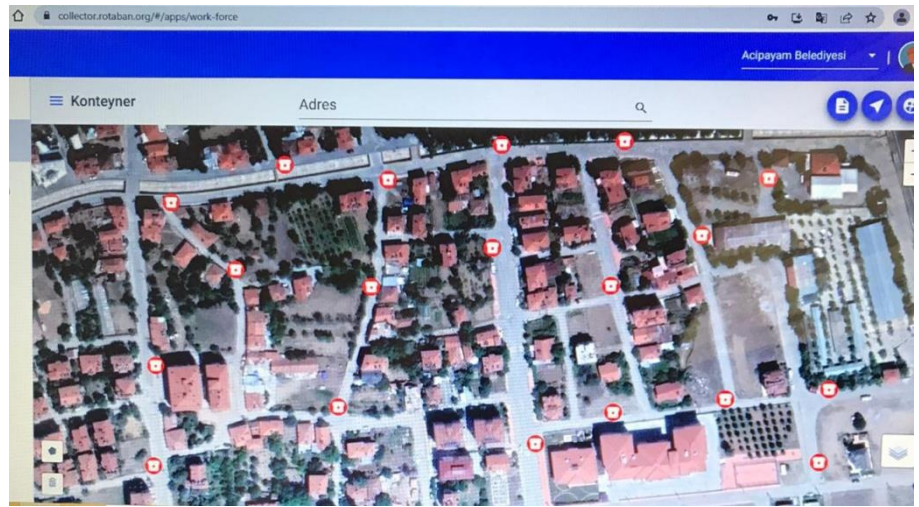 collector.rotaban.org/#/apps/work-force
Acipayam Belediyesi
Konteyner
Adres